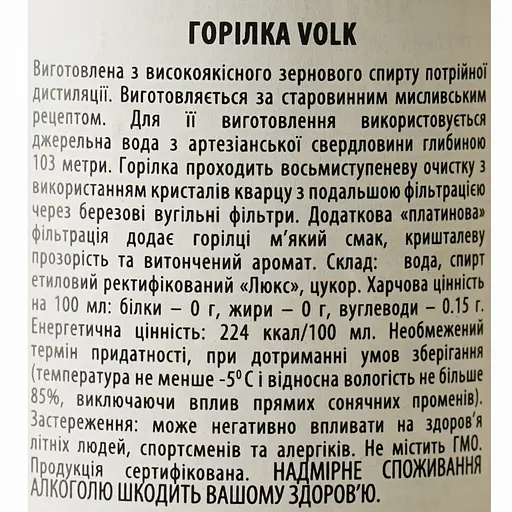 ГОРІЛКА VOLK
Виготовлена з високоякісного зернового спирту потрійної
дистиляції. Виготовляється за старовинним мисливським
рецептом. Для її виготовлення використовується
джерельна вода з артезіанської свердловини глибиною
103 метри. Горілка проходить восьмиступеневу очистку з
використанням кристалів кварцу з подальшою фільтрацією
через березові вугільні фільтри. Додаткова «платинова»
фільтрація додає горілці м'який смак, кришталеву
прозорість та витончений аромат. Склад: вода, спирт
етиловий ректифікований «Люкс», цукор. Харчова цінність
на 100 мл: білки – 0 г, жири – 0 г, вуглеводи – 0.15 г.
Енергетична цінність: 224 ккал/100 мл. Необмежений
термін придатності, при дотриманні умов зберігання
(температура не менше -5⁰ С і відносна вологість не більше
85%, виключаючи вплив прямих сонячних променів).
Застереження: може негативно впливати на здоров'я
літніх людей, спортсменів та алергіків. Не містить ГМО.
Продукція сертифікована. НАДМІРНЕ СПОЖИВАННЯ
АЛКОГОЛЮ ШКОДИТЬ ВАШОМУ ЗДОРОВ'Ю.